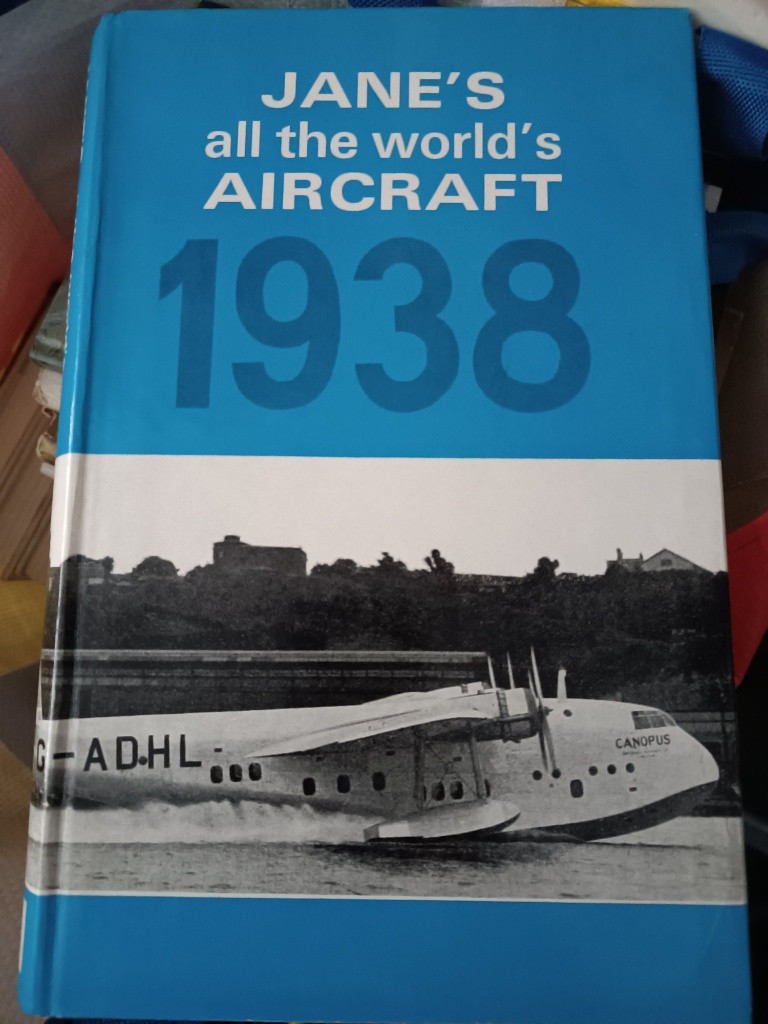 JANE'S
all the world's
AIRCRAFT
1938
G-ADHL
CANOPUS